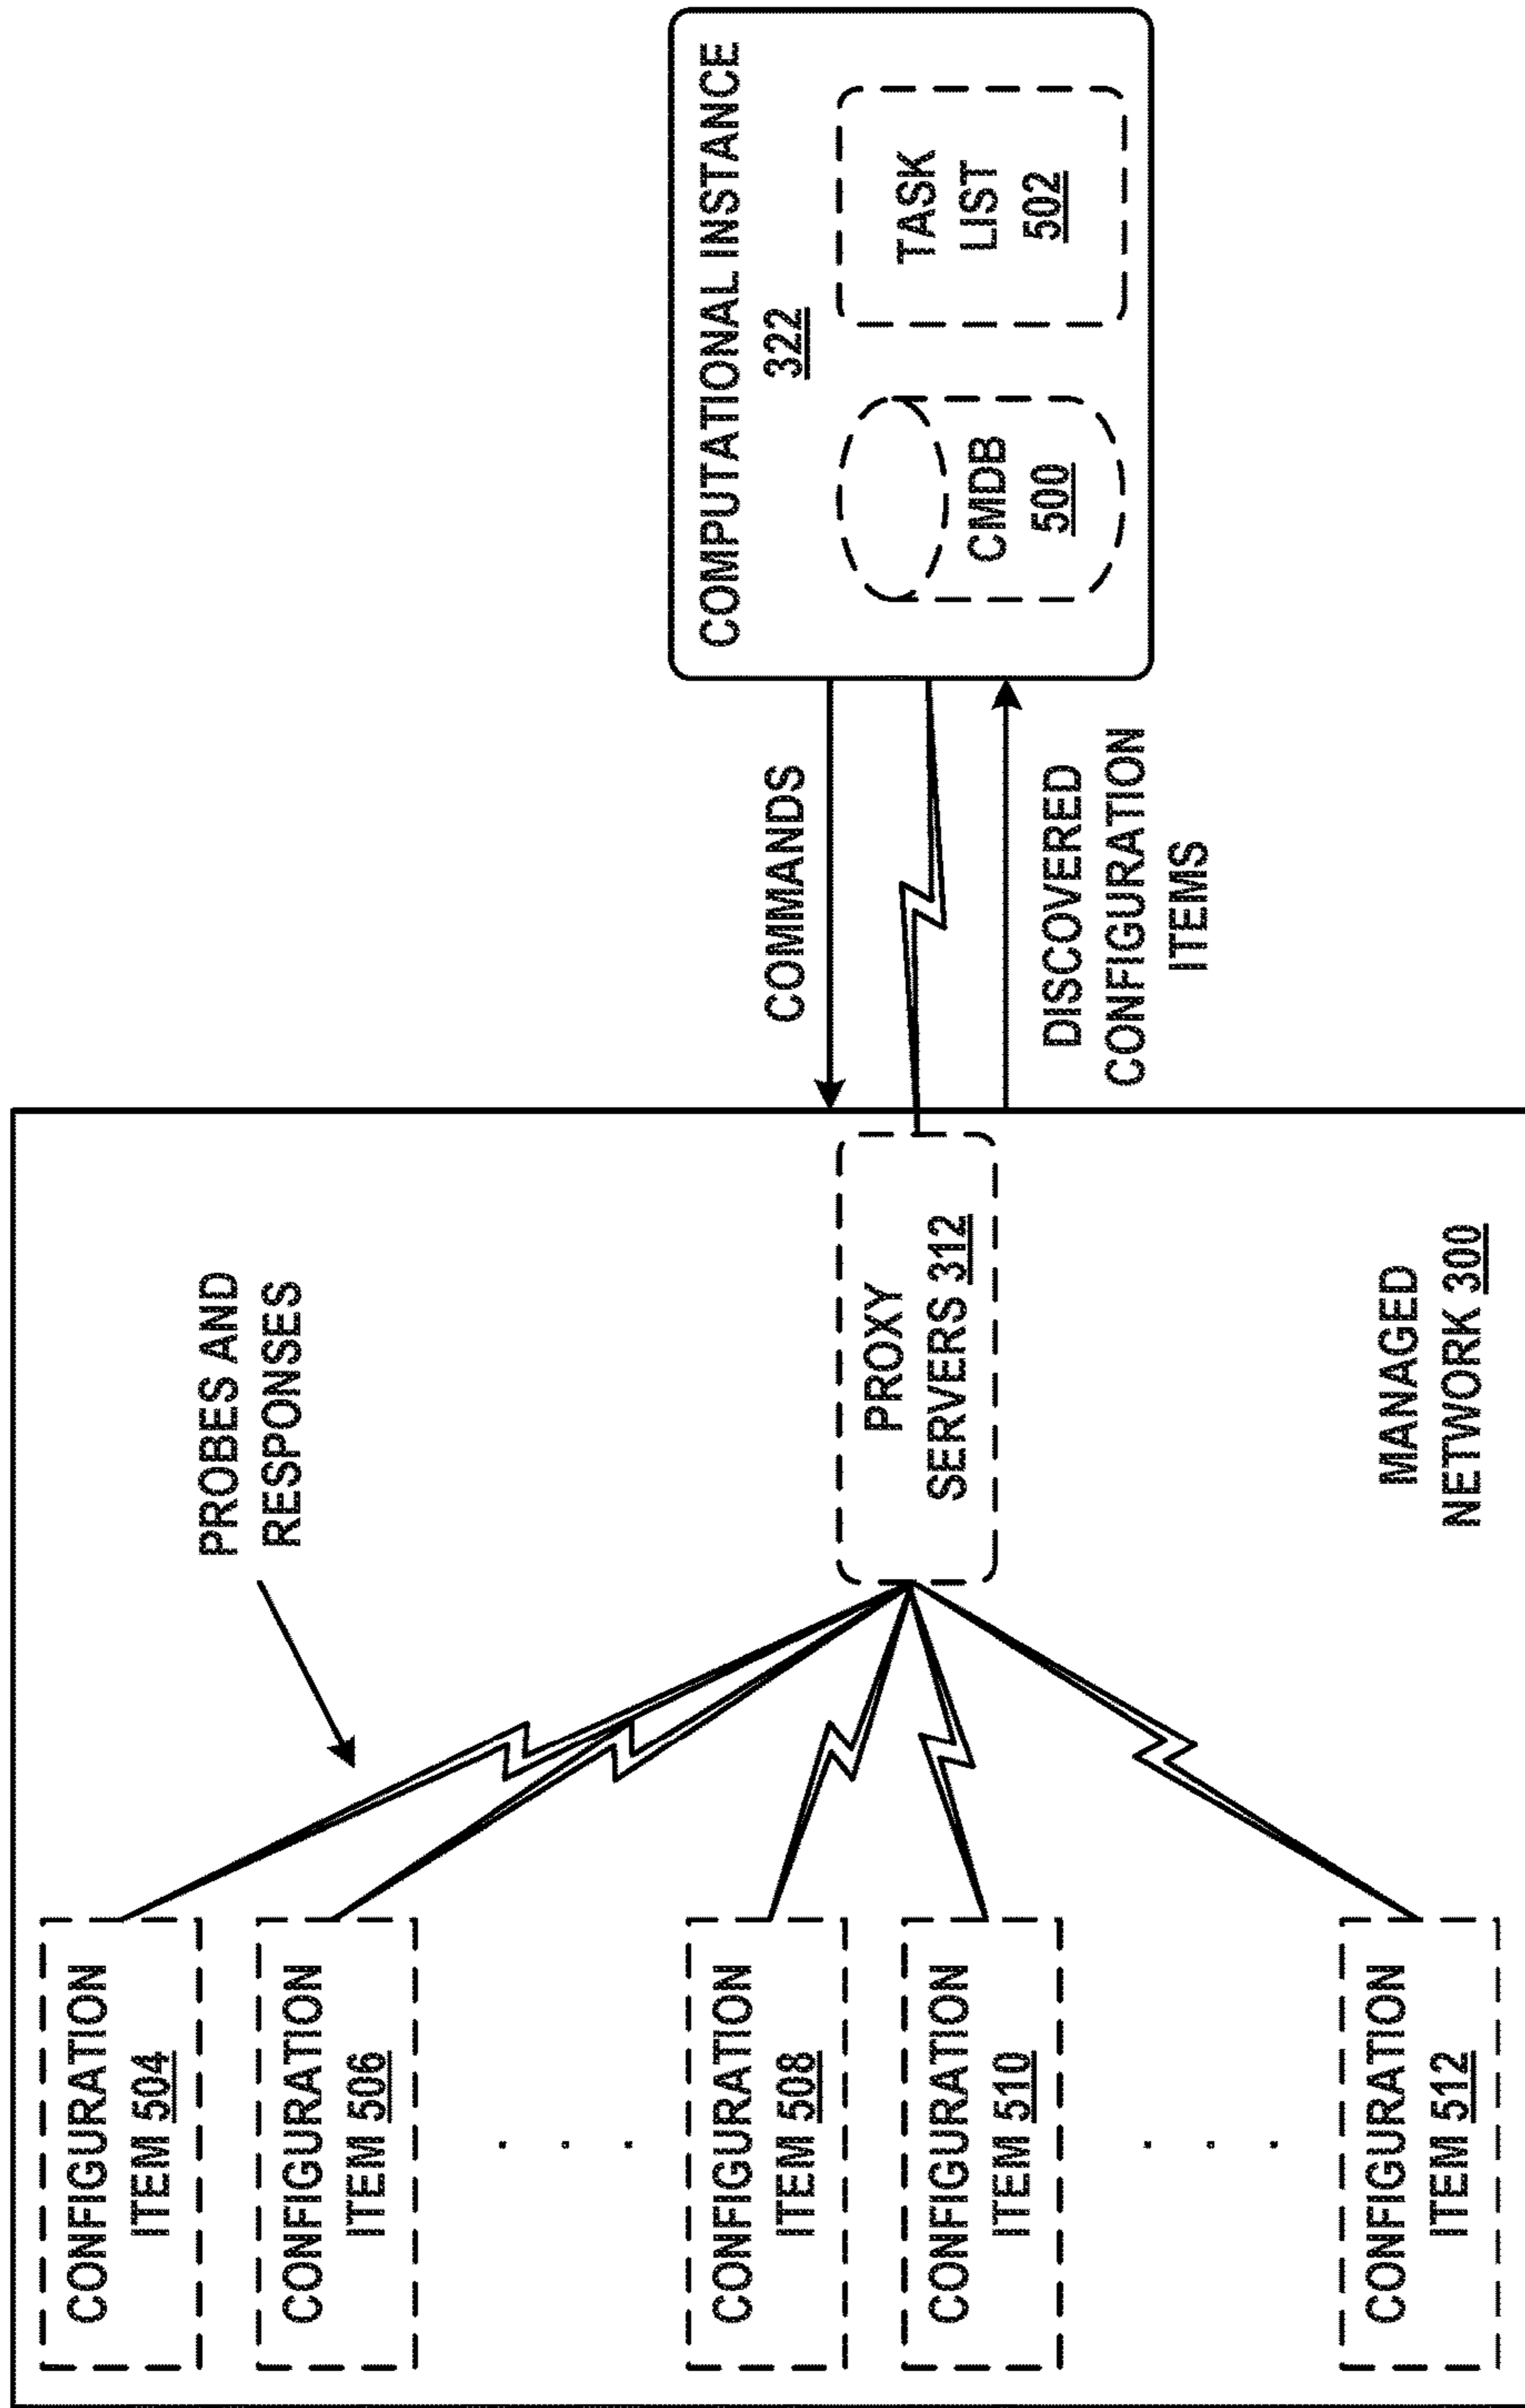 CONFIGURATION
ITEM 504
CONFIGURATION
ITEM 506
. . .
CONFIGURATION
ITEM 508
CONFIGURATION
ITEM 510
. . .
CONFIGURATION
ITEM 512
PROBES AND
RESPONSES
PROXY
SERVERS 312
MANAGED
NETWORK 300
COMMANDS
DISCOVERED
CONFIGURATION
ITEMS
COMPUTATIONAL INSTANCE
322
CMDB
500
TASK
LIST
502